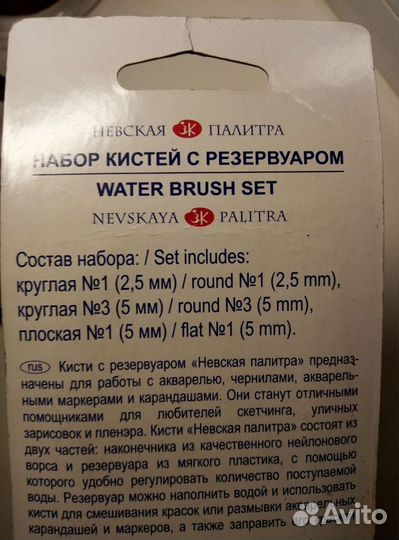 НЕВСКАЯ ЗК ПАЛИТРА
НАБОР КИСТЕЙ С РЕЗЕРВУАРОМ
WATER BRUSH SET
NEVSKAYA ЗК PALITRA
Состав набора: / Set includes:
круглая №1 (2,5 мм) / round №1 (2,5 mm),
круглая №3 (5 мм) / round №3 (5 mm),
плоская №1 (5 мм) / flat №1 (5 mm).
rus Кисти с резервуаром «Невская палитра» предназ-
начены для работы с акварелью, чернилами, акварель-
ными маркерами и карандашами. Они станут отличными
помощниками для любителей скетчинга, уличных
зарисовок и пленэра. Кисти «Невская палитра» состоят из
двух частей: наконечника из качественного нейлонового
ворса и резервуара из мягкого пластика, с помощью
которого удобно регулировать количество поступаемой
воды. Резервуар можно наполнить водой и использовать
кисти для смешивания красок или размывки акварельных
карандашей и маркеров, а также заправить его
Avito